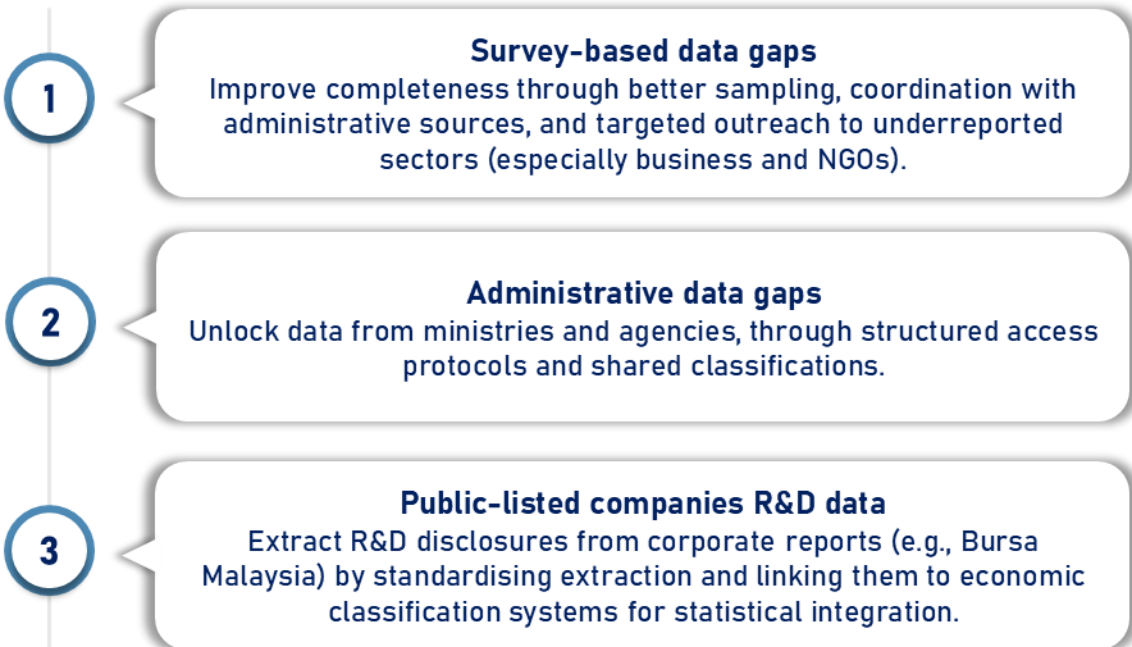 1
Survey-based data gaps
Improve completeness through better sampling, coordination with
administrative sources, and targeted outreach to underreported
sectors (especially business and NGOs).
2
Administrative data gaps
Unlock data from ministries and agencies, through structured access
protocols and shared classifications.
3
Public-listed companies R&D data
Extract R&D disclosures from corporate reports (e.g., Bursa
Malaysia) by standardising extraction and linking them to economic
classification systems for statistical integration.